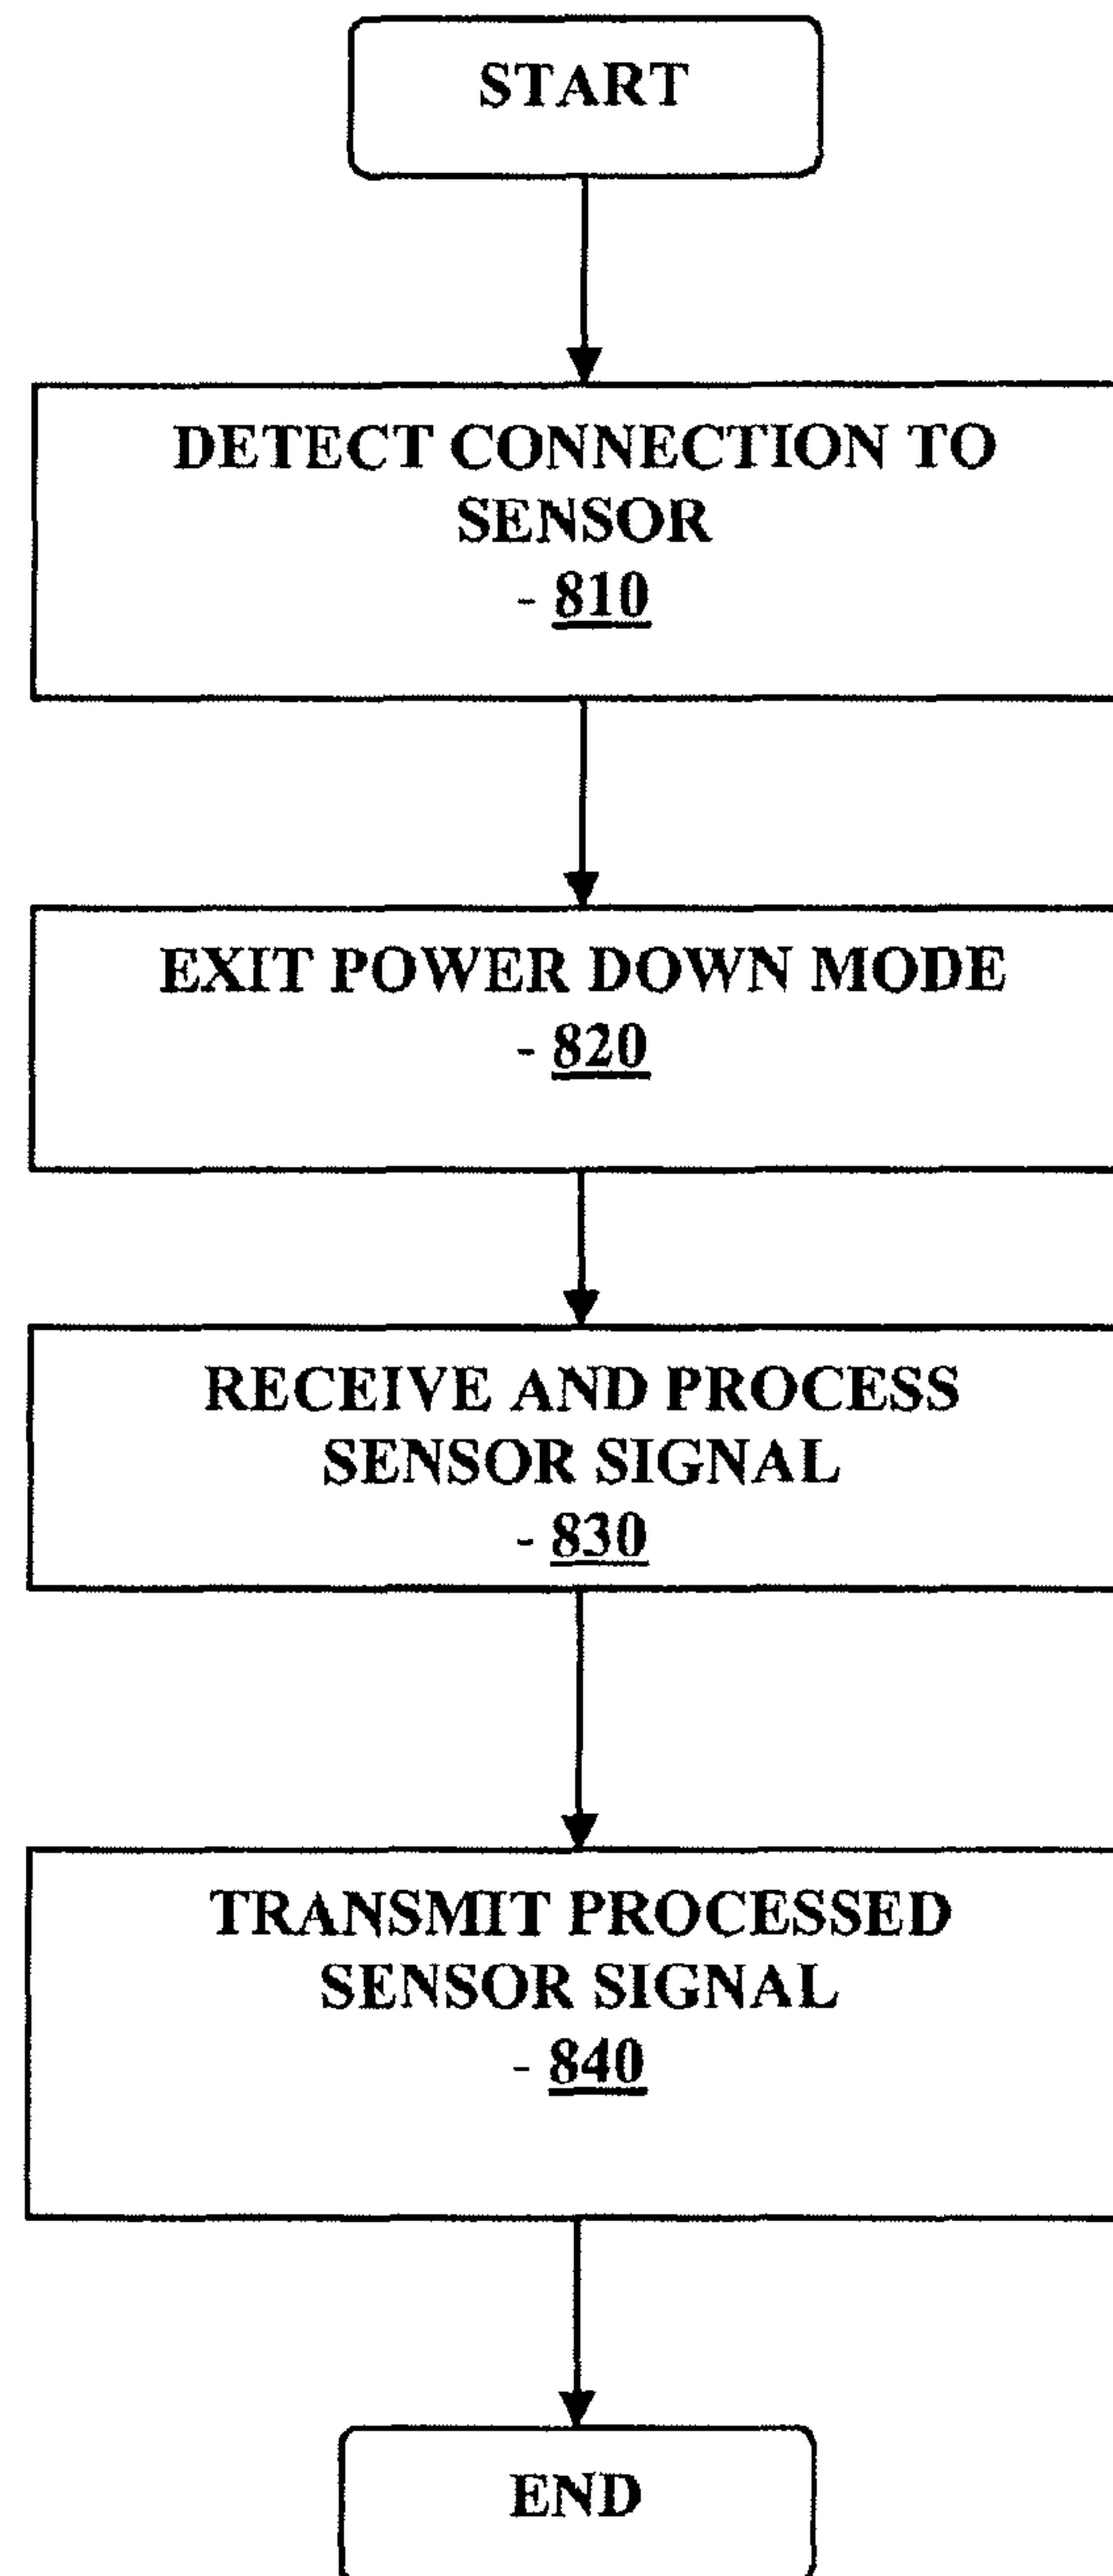 START
DETECT CONNECTION TO
SENSOR
- 810
EXIT POWER DOWN MODE
- 820
RECEIVE AND PROCESS
SENSOR SIGNAL
- 830
TRANSMIT PROCESSED
SENSOR SIGNAL
- 840
END